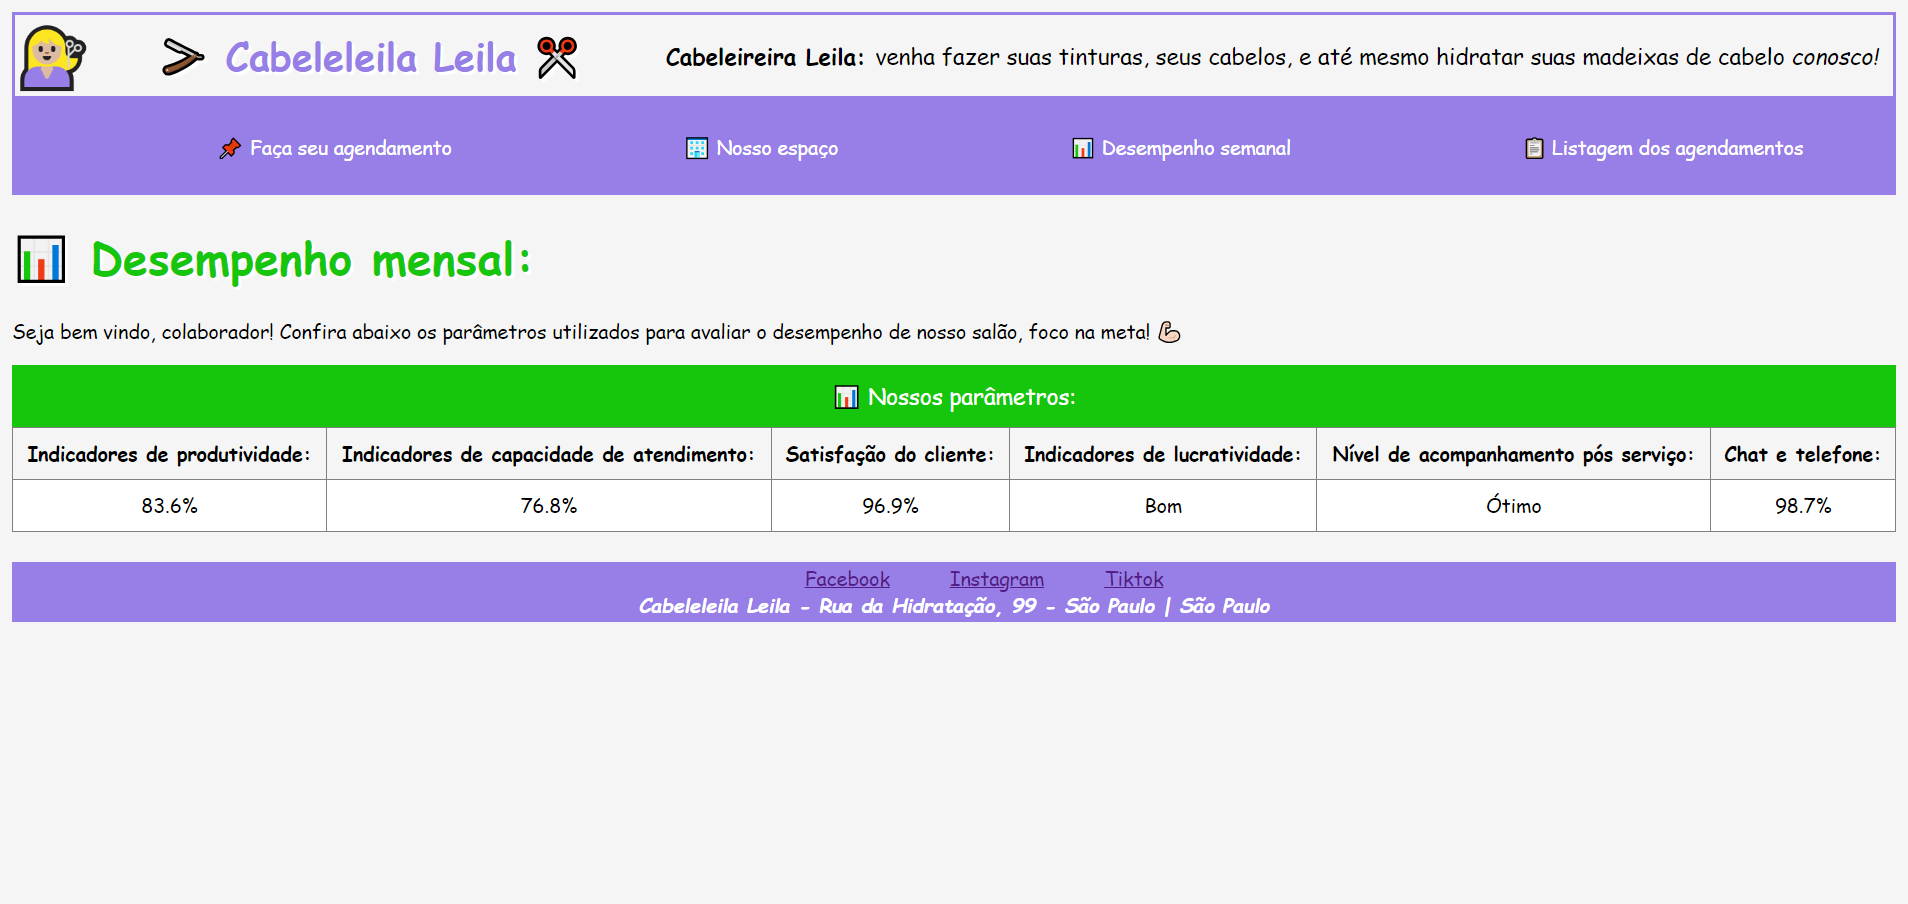 Cabeleleila Leila
Cabeleireira Leila: venha fazer suas tinturas, seus cabelos, e até mesmo hidratar suas madeixas de cabelo conosco!
Faça seu agendamento
Nosso espaço
Desempenho semanal
Listagem dos agendamentos
Desempenho mensal:
Seja bem vindo, colaborador! Confira abaixo os parâmetros utilizados para avaliar o desempenho de nosso salão, foco na meta!
Nossos parâmetros:
Indicadores de produtividade: Indicadores de capacidade de atendimento: Satisfação do cliente: Indicadores de lucratividade: Nível de acompanhamento pós serviço: Chat e telefone:
83.6% 76.8% 96.9% Bom Ótimo 98.7%
Facebook Instagram Tiktok
Cabeleleila Leila - Rua da Hidratação, 99 - São Paulo | São Paulo